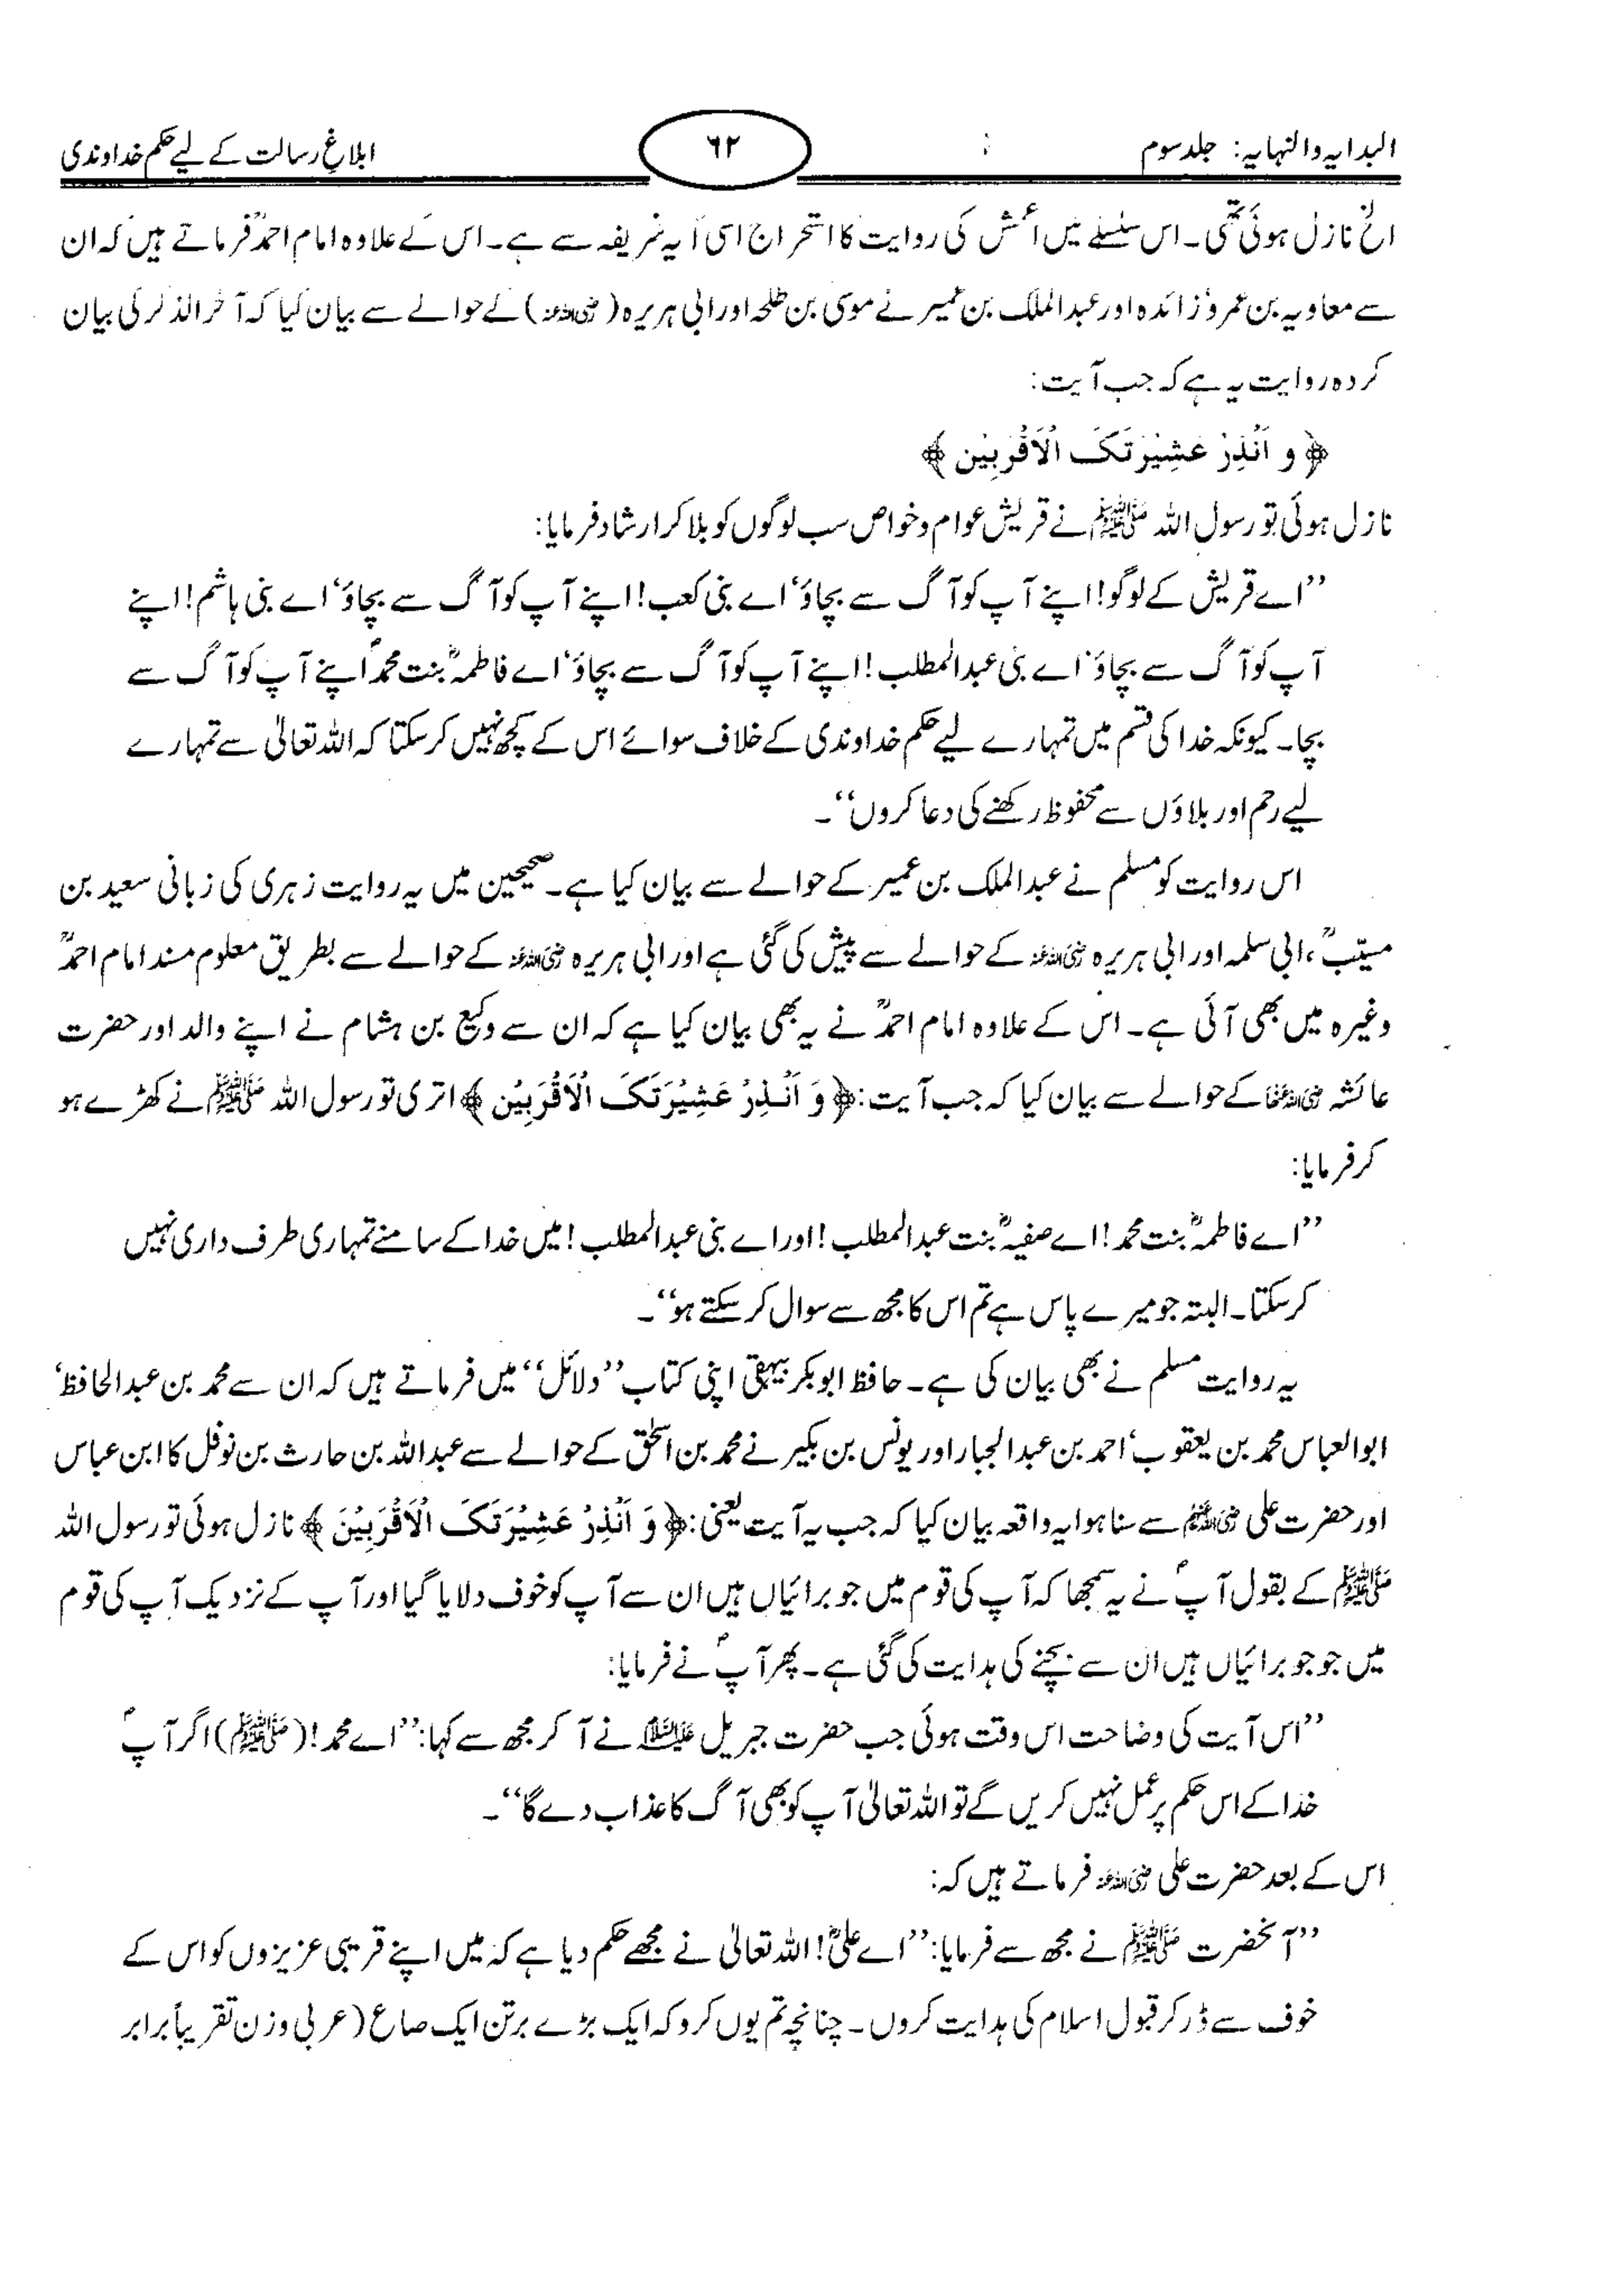 البدایہ والنہایہ: جلد سوم
۶۲
ابلاغِ رسالت کے لیے حکم خداوندی
الخ نازل ہوئی تھی۔ اس سلسلے میں اعمش کی روایت کا استخراج اسی آیہ شریفہ سے ہے۔ اس کے علاوہ امام احمدؒ فرماتے ہیں کہ ان
سے معاویہ بن عمرو زائدہ اور عبدالملک بن عمیر نے موسیٰ بن طلحہ اور ابی ہریرہ (رضی اللہ عنہ) کے حوالے سے بیان کیا کہ آخر الذکر کی بیان
کردہ روایت یہ ہے کہ جب آیت:
﴿ وَ اَنْذِرْ عَشِيْرَتَكَ الْاَقْرَبِيْن ﴾
نازل ہوئی تو رسول اللہ ﷺ نے قریش عوام و خواص سب لوگوں کو بلا کر ارشاد فرمایا:
’’اے قریش کے لوگو! اپنے آپ کو آگ سے بچاؤ‘ اے بنی کعب! اپنے آپ کو آگ سے بچاؤ‘ اے بنی ہاشم! اپنے
آپ کو آگ سے بچاؤ‘ اے بنی عبدالمطلب! اپنے آپ کو آگ سے بچاؤ‘ اے فاطمہؓ بنت محمدؐ اپنے آپ کو آگ سے
بچا۔ کیونکہ خدا کی قسم میں تمہارے لیے حکم خداوندی کے خلاف سوائے اس کے کچھ نہیں کر سکتا کہ اللہ تعالیٰ سے تمہارے
لیے رحم اور بلاؤں سے محفوظ رکھنے کی دعا کروں‘‘۔
اس روایت کو مسلم نے عبدالملک بن عمیر کے حوالے سے بیان کیا ہے۔ صحیحین میں یہ روایت زہری کی زبانی سعید بن
مسیّبؒ، ابی سلمہ اور ابی ہریرہ رضی اللہ عنہ کے حوالے سے پیش کی گئی ہے اور ابی ہریرہ رضی اللہ عنہ کے حوالے سے بطریق معلوم مسند امام احمدؒ
وغیرہ میں بھی آئی ہے۔ اس کے علاوہ امام احمدؒ نے یہ بھی بیان کیا ہے کہ ان سے وکیع بن ہشام نے اپنے والد اور حضرت
عائشہ رضی اللہ عنہا کے حوالے سے بیان کیا کہ جب آیت: ﴿ وَ اَنْذِرْ عَشِيْرَتَكَ الْاَقْرَبِيْن ﴾ اتری تو رسول اللہ ﷺ نے کھڑے ہو
کر فرمایا:
’’اے فاطمہؓ بنت محمد! اے صفیہؓ بنت عبدالمطلب! اور اے بنی عبدالمطلب! میں خدا کے سامنے تمہاری طرف داری نہیں
کر سکتا۔ البتہ جو میرے پاس ہے تم اس کا مجھ سے سوال کر سکتے ہو‘‘۔
یہ روایت مسلم نے بھی بیان کی ہے۔ حافظ ابوبکر بیہقی اپنی کتاب ’’دلائل‘‘ میں فرماتے ہیں کہ ان سے محمد بن عبدالحافظ‘
ابوالعباس محمد بن یعقوب‘ احمد بن عبدالجبار اور یونس بن بکیر نے محمد بن اسحٰق کے حوالے سے عبداللہ بن حارث بن نوفل کا ابن عباس
اور حضرت علی رضی اللہ عنہم سے سنا ہوا یہ واقعہ بیان کیا کہ جب یہ آیت یعنی: ﴿ وَ اَنْذِرْ عَشِيْرَتَكَ الْاَقْرَبِيْنَ ﴾ نازل ہوئی تو رسول اللہ
ﷺ کے بقول آپؐ نے یہ سمجھا کہ آپ کی قوم میں جو برائیاں ہیں ان سے آپ کو خوف دلایا گیا اور آپ کے نزدیک آپ کی قوم
میں جو جو برائیاں ہیں ان سے بچنے کی ہدایت کی گئی ہے۔ پھر آپؐ نے فرمایا:
’’اس آیت کی وضاحت اس وقت ہوئی جب حضرت جبریل علیہ السلام نے آ کر مجھ سے کہا: ’’اے محمد! (ﷺ) اگر آپؐ
خدا کے اس حکم پر عمل نہیں کریں گے تو اللہ تعالیٰ آپ کو بھی آگ کا عذاب دے گا‘‘۔
اس کے بعد حضرت علی رضی اللہ عنہ فرماتے ہیں کہ:
’’آنحضرت ﷺ نے مجھ سے فرمایا: ’’اے علیؓ! اللہ تعالیٰ نے مجھے حکم دیا ہے کہ میں اپنے قریبی عزیزوں کو اس کے
خوف سے ڈر کر قبول اسلام کی ہدایت کروں۔ چنانچہ تم یوں کرو کہ ایک بڑے برتن ایک صاع (عربی وزن تقریباً برابر